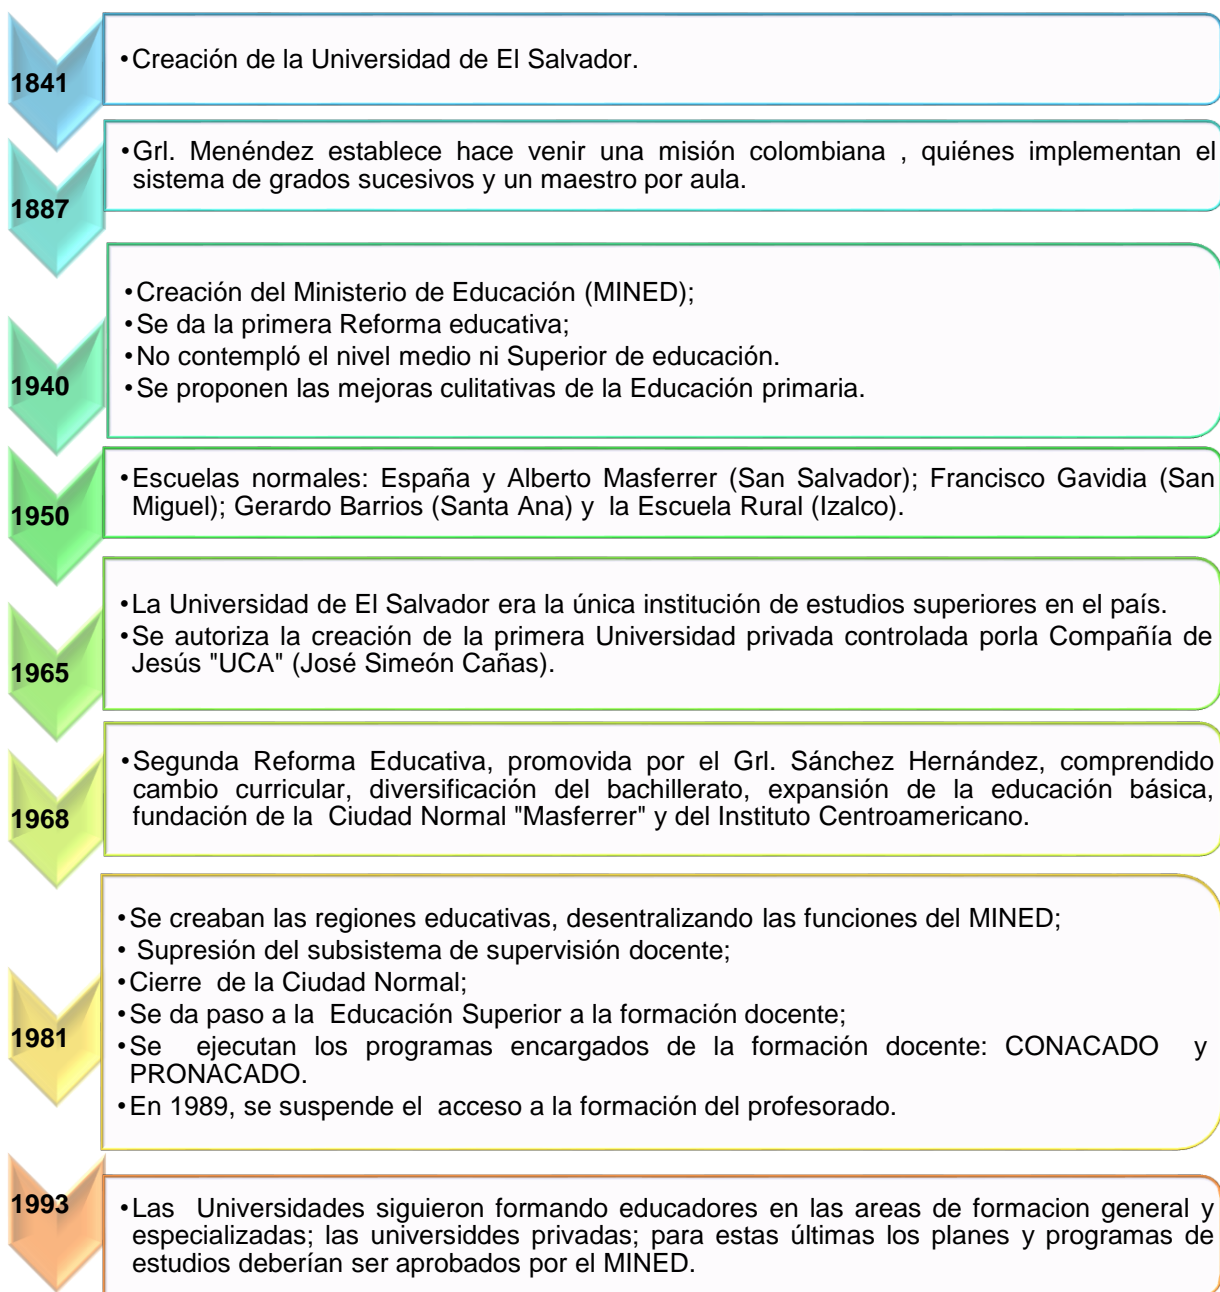 1841
•Creación de la Universidad de El Salvador.
1887
•Grl. Menéndez establece hace venir una misión colombiana , quiénes implementan el
sistema de grados sucesivos y un maestro por aula.
1940
•Creación del Ministerio de Educación (MINED);
•Se da la primera Reforma educativa;
•No contempló el nivel medio ni Superior de educación.
•Se proponen las mejoras culitativas de la Educación primaria.
1950
•Escuelas normales: España y Alberto Masferrer (San Salvador); Francisco Gavidia (San
Miguel); Gerardo Barrios (Santa Ana) y la Escuela Rural (Izalco).
1965
•La Universidad de El Salvador era la única institución de estudios superiores en el país.
•Se autoriza la creación de la primera Universidad privada controlada porla Compañía de
Jesús "UCA" (José Simeón Cañas).
1968
•Segunda Reforma Educativa, promovida por el Grl. Sánchez Hernández, comprendido
cambio curricular, diversificación del bachillerato, expansión de la educación básica,
fundación de la Ciudad Normal "Masferrer" y del Instituto Centroamericano.
1981
•Se creaban las regiones educativas, desentralizando las funciones del MINED;
• Supresión del subsistema de supervisión docente;
•Cierre de la Ciudad Normal;
•Se da paso a la Educación Superior a la formación docente;
•Se ejecutan los programas encargados de la formación docente: CONACADO y
PRONACADO.
•En 1989, se suspende el acceso a la formación del profesorado.
1993
•Las Universidades siguieron formando educadores en las areas de formacion general y
especializadas; las universiddes privadas; para estas últimas los planes y programas de
estudios deberían ser aprobados por el MINED.